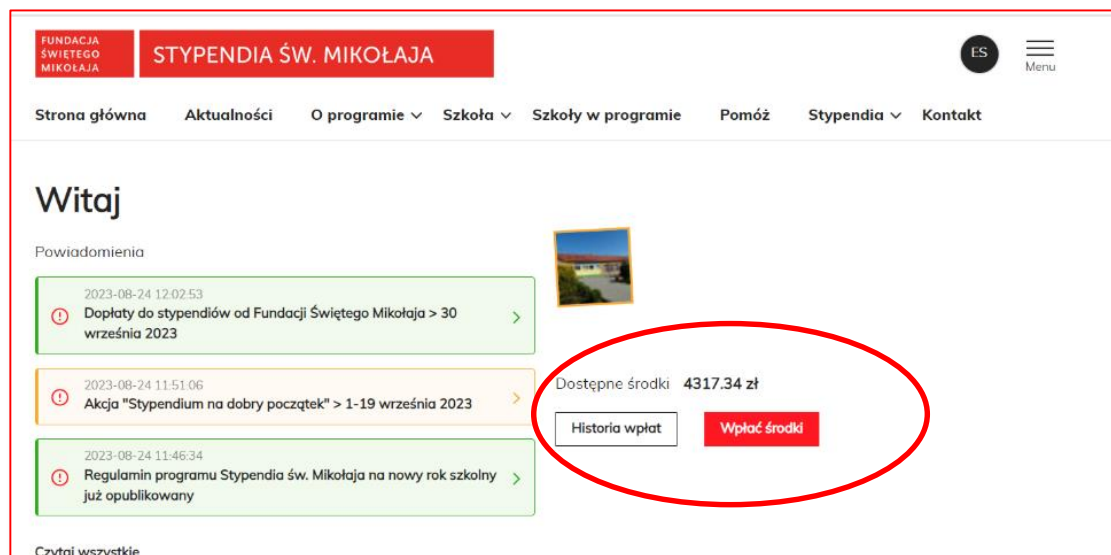 FUNDACJA
ŚWIĘTEGO
MIKOŁAJA
STYPENDIA ŚW. MIKOŁAJA
ES
Menu
Strona główna Aktualności O programie Szkoła Szkoły w programie Pomóż Stypendia Kontakt
Witaj
Powiadomienia
2023-08-24 12:02:53
Dopłaty do stypendiów od Fundacji Świętego Mikołaja > 30
września 2023
2023-08-24 11:51:06
Akcja "Stypendium na dobry początek" > 1-19 września 2023
2023-08-24 11:46:34
Regulamin programu Stypendia św. Mikołaja na nowy rok szkolny
już opublikowany
Czytaj wszystkie
Dostępne środki 4317.34 zł
Historia wpłat Wpłać środki